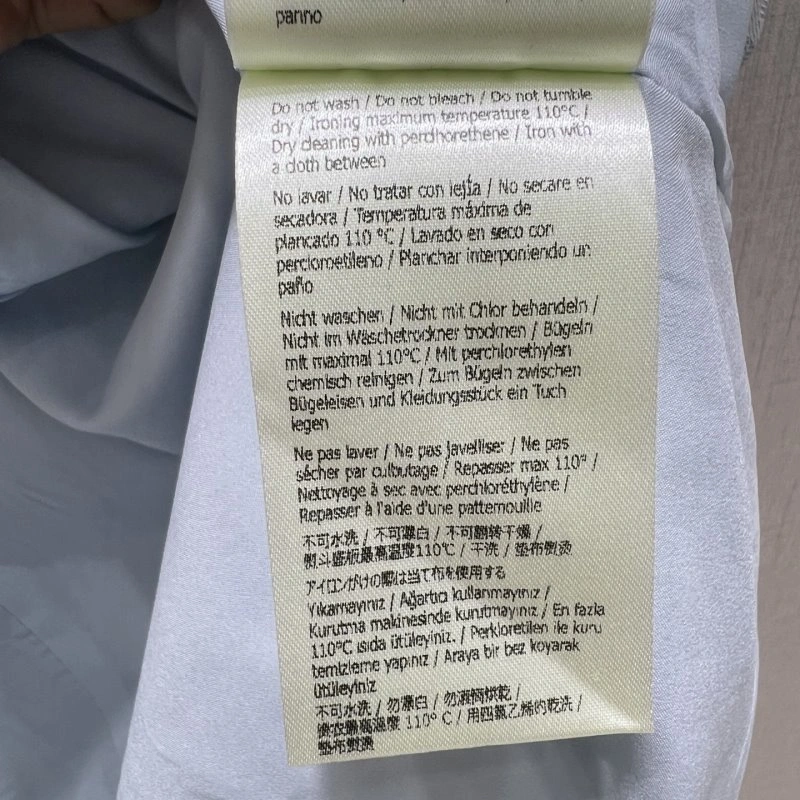 panno
Do not wash / Do not bleach / Do not tumble
dry / Ironing maximum temperature 110°C /
Dry cleaning with perchlorethene / Iron with
a cloth between
No lavar / No tratar con lejía / No secare en
secadora / Temperatura máxima de
plancado 110 °C / Lavado en seco con
perclorometileno / Planchar interponiendo un
paño
Nicht waschen / Nicht mit Chlor behandeln /
Nicht im Wäschetrockner trocknen / Bügeln
mit maximal 110°C / Mit perchlorethylen
chemisch reinigen / Zum Bügeln zwischen
Bügeleisen und Kleidungsstück ein Tuch
legen
Ne pas laver / Ne pas javelliser / Ne pas
sécher par culbutage / Repasser max 110° /
Nettoyage à sec avec perchloréthylène /
Repasser à l'aide d'une patternouille
不可水洗 / 不可漂白 / 不可翻转干燥 /
熨斗底板最高温度110°C / 干洗 / 垫布熨烫
アイロンがけの際は当て布を使用する
Yıkamayınız / Ağartıcı kullanmayınız /
Kurutma makinesinde kurutmayınız / En fazla
110°C ısıda ütüleyiniz. / Perkloretilen ile kuru
temizleme yapınız / Araya bir bez koyarak
ütüleyiniz
不可水洗 / 勿漂白 / 勿滾筒烘乾 /
燙衣最高溫度 110° C / 用四氯乙烯的乾洗 /
墊布熨燙